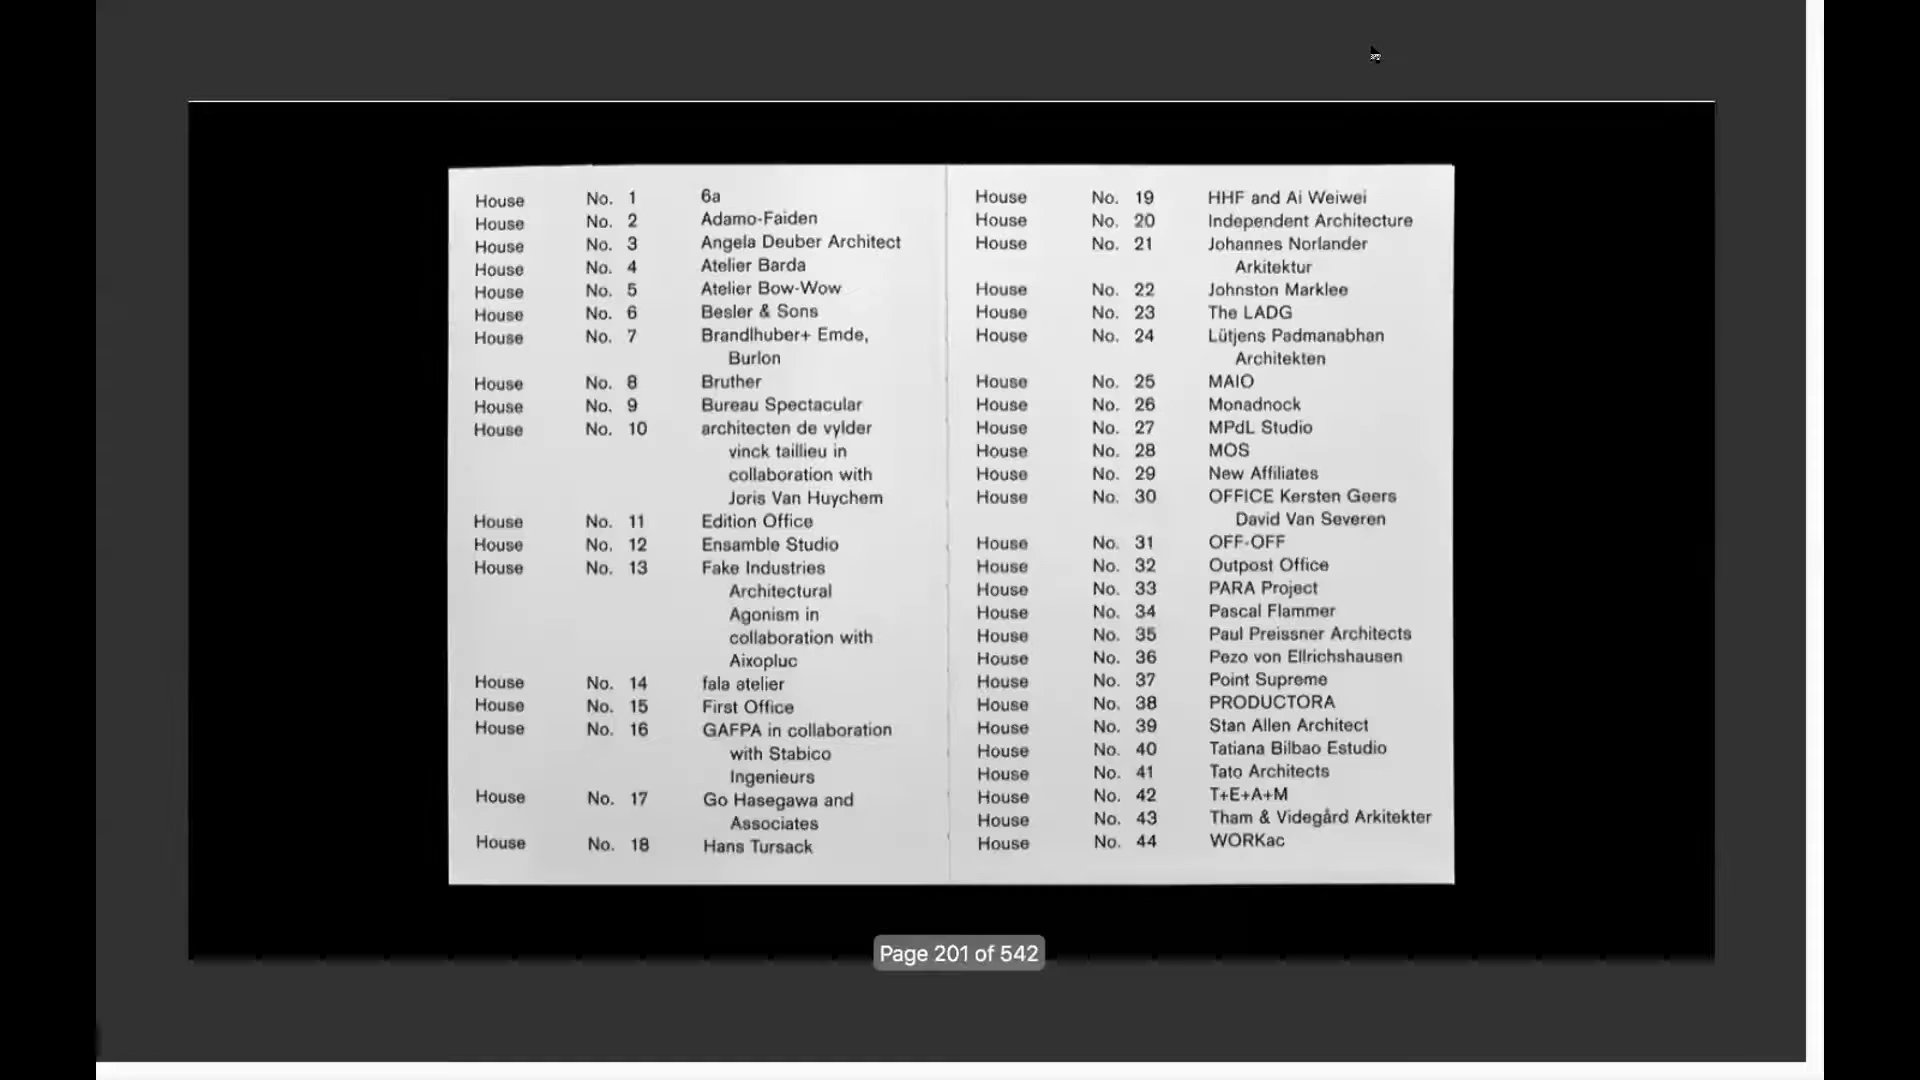 House No. 1 6a
House No. 2 Adamo-Faiden
House No. 3 Angela Deuber Architect
House No. 4 Atelier Barda
House No. 5 Atelier Bow-Wow
House No. 6 Besler & Sons
House No. 7 Brandlhuber+ Emde,
Burlon
House No. 8 Bruther
House No. 9 Bureau Spectacular
House No. 10 architecten de vylder
vinck taillieu in
collaboration with
Joris Van Huychem
House No. 11 Edition Office
House No. 12 Ensamble Studio
House No. 13 Fake Industries
Architectural
Agonism in
collaboration with
Aixopluc
House No. 14 fala atelier
House No. 15 First Office
House No. 16 GAFPA in collaboration
with Stabico
Ingenieurs
House No. 17 Go Hasegawa and
Associates
House No. 18 Hans Tursack
House No. 19 HHF and Ai Weiwei
House No. 20 Independent Architecture
House No. 21 Johannes Norlander
Arkitektur
House No. 22 Johnston Marklee
House No. 23 The LADG
House No. 24 Lütjens Padmanabhan
Architekten
House No. 25 MAIO
House No. 26 Monadnock
House No. 27 MPdL Studio
House No. 28 MOS
House No. 29 New Affiliates
House No. 30 OFFICE Kersten Geers
David Van Severen
House No. 31 OFF-OFF
House No. 32 Outpost Office
House No. 33 PARA Project
House No. 34 Pascal Flammer
House No. 35 Paul Preissner Architects
House No. 36 Pezo von Ellrichshausen
House No. 37 Point Supreme
House No. 38 PRODUCTORA
House No. 39 Stan Allen Architect
House No. 40 Tatiana Bilbao Estudio
House No. 41 Tato Architects
House No. 42 T+E+A+M
House No. 43 Tham & Videgård Arkitekter
House No. 44 WORKac
Page 201 of 542